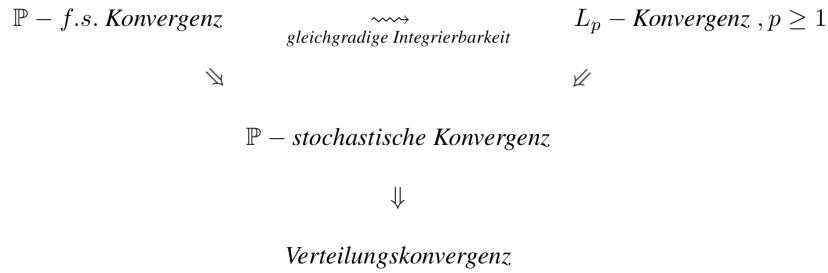 ℙ − f.s. Konvergenz ⇝ L_p − Konvergenz , p ≥ 1
gleichgradige Integrierbarkeit
⇘ ⇙
ℙ − stochastische Konvergenz
⇓
Verteilungskonvergenz